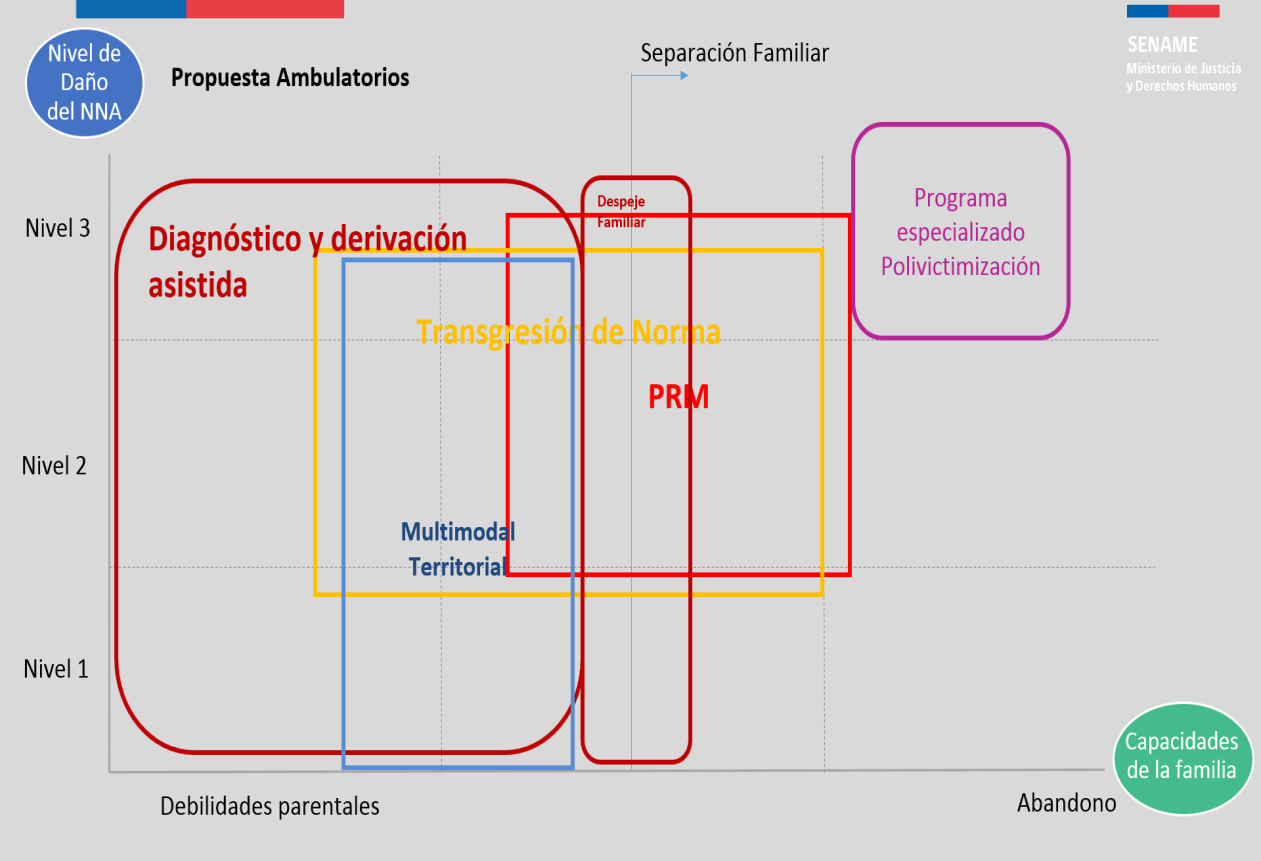 Nivel de
Daño
del NNA
Propuesta Ambulatorios
Separación Familiar
SENAME
Ministerio de Justicia
y Derechos Humanos
Nivel 3
Diagnóstico y derivación
asistida
Despeje
Familiar
Programa
especializado
Polivictimización
Transgresión de Norma
PRM
Nivel 2
Multimodal
Territorial
Nivel 1
Capacidades
de la familia
Debilidades parentales
Abandono